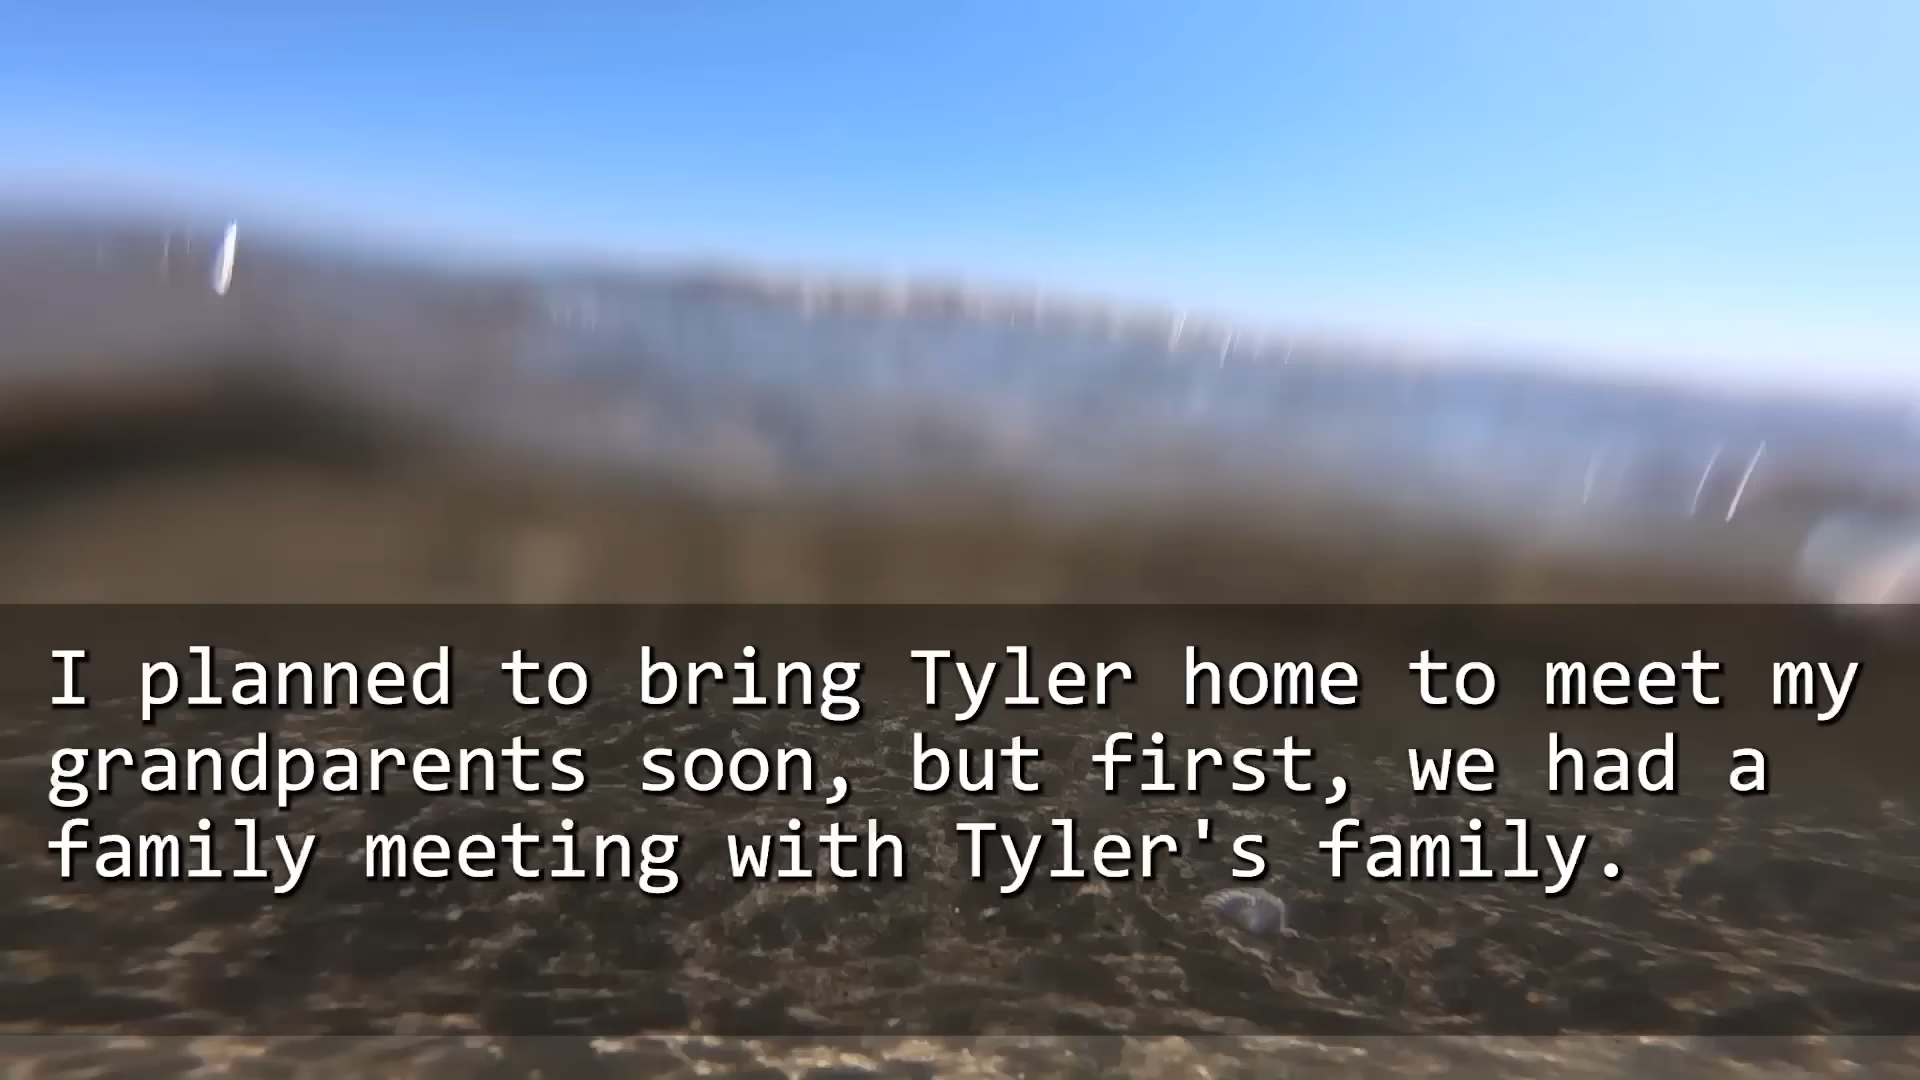 I planned to bring Tyler home to meet my
grandparents soon, but first, we had a
family meeting with Tyler's family.